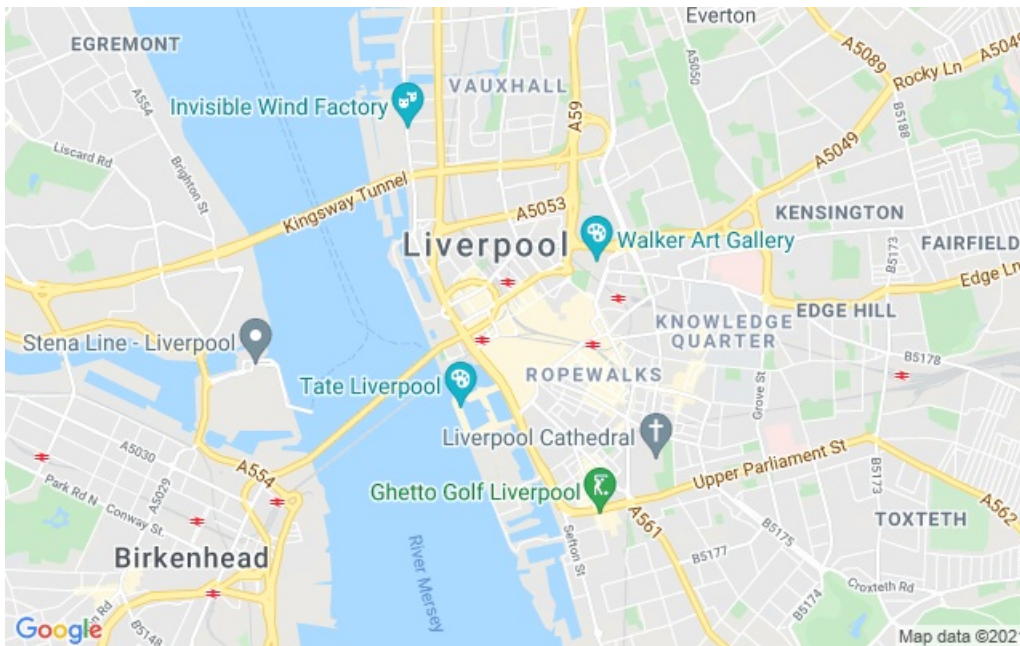 Everton
EGREMONT
A5089
A5049
Rocky Ln
A5050
VAUXHALL
A554
Invisible Wind Factory
A59
B5188
Liscard Rd
Brighton St
A5049
Kingsway Tunnel
A5053
KENSINGTON
Liverpool
Walker Art Gallery
B5173
FAIRFIELD
Edge Ln
EDGE HILL
KNOWLEDGE
QUARTER
Stena Line - Liverpool
B5178
ROPEWALKS
Tate Liverpool
Grove St
Liverpool Cathedral
A5030
A554
Upper Parliament St
B5173
Park Rd N
A5029
Ghetto Golf Liverpool
A562
Conway St.
A561
TOXTETH
B5175
Sefton St
B5177
Birkenhead
River Mersey
Croxteth Rd
B5174
Rd
B5148
Google
Map data ©2021